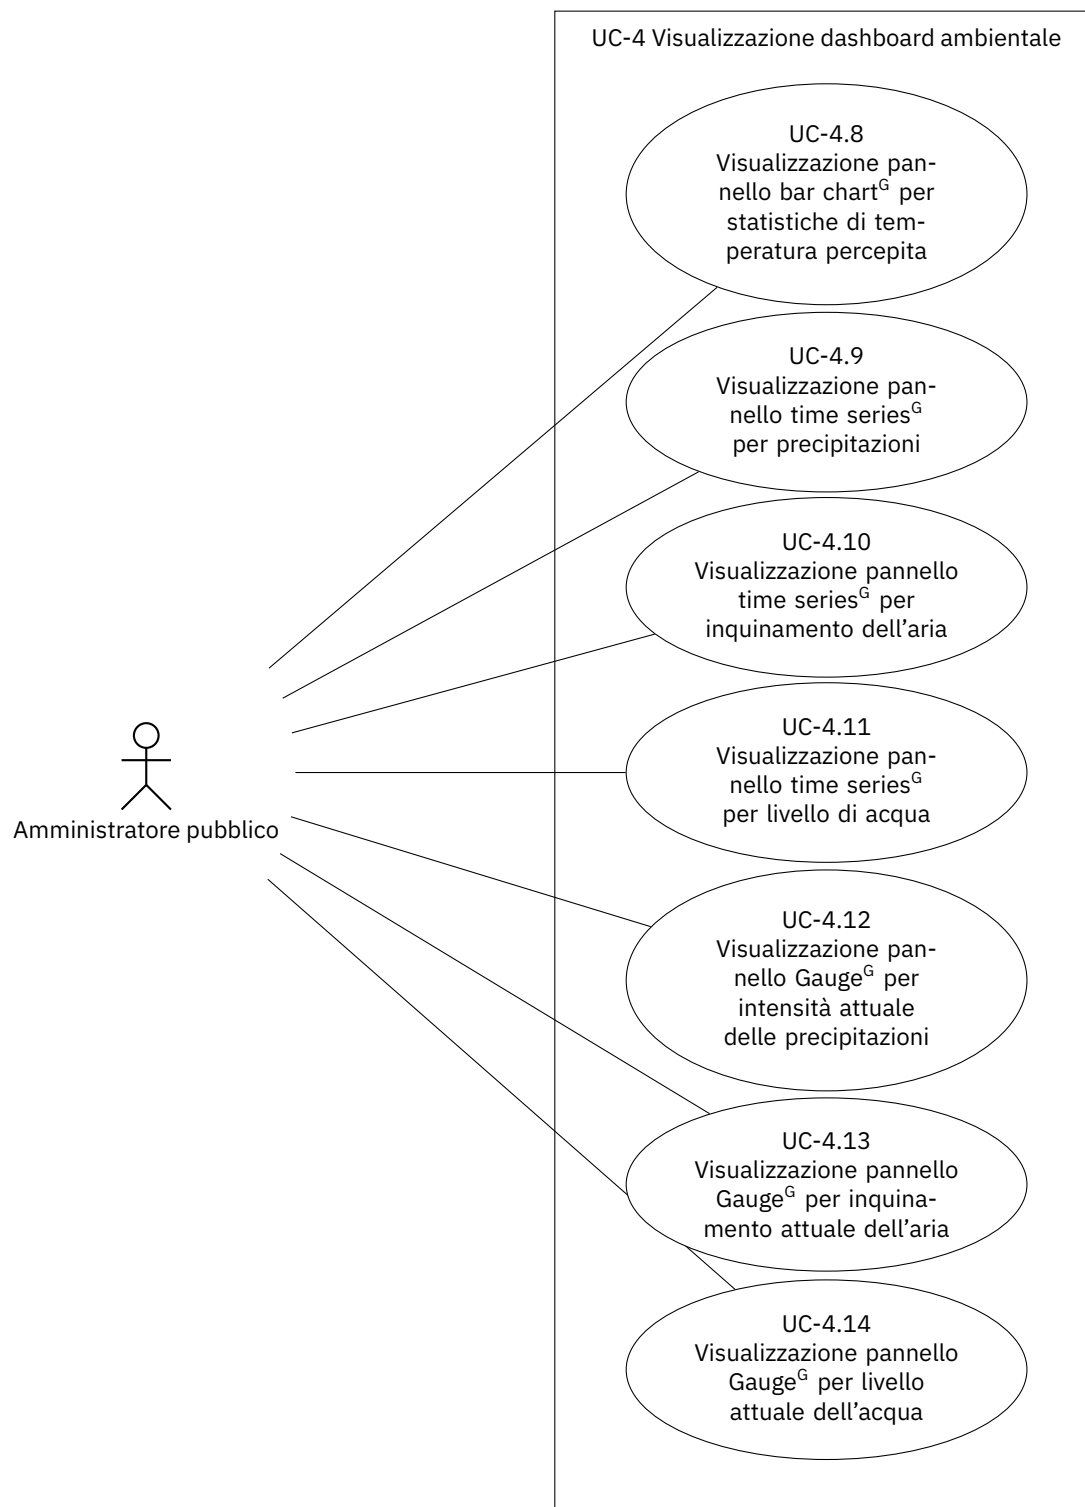 UC-4 Visualizzazione dashboard ambientale
UC-4.8
Visualizzazione pan-
nello bar chartᴳ per
statistiche di tem-
peratura percepita
UC-4.9
Visualizzazione pan-
nello time seriesᴳ
per precipitazioni
UC-4.10
Visualizzazione pannello
time seriesᴳ per
inquinamento dell'aria
UC-4.11
Visualizzazione pan-
nello time seriesᴳ
per livello di acqua
Amministratore pubblico
UC-4.12
Visualizzazione pan-
nello Gaugeᴳ per
intensità attuale
delle precipitazioni
UC-4.13
Visualizzazione pannello
Gaugeᴳ per inquina-
mento attuale dell'aria
UC-4.14
Visualizzazione pannello
Gaugeᴳ per livello
attuale dell'acqua